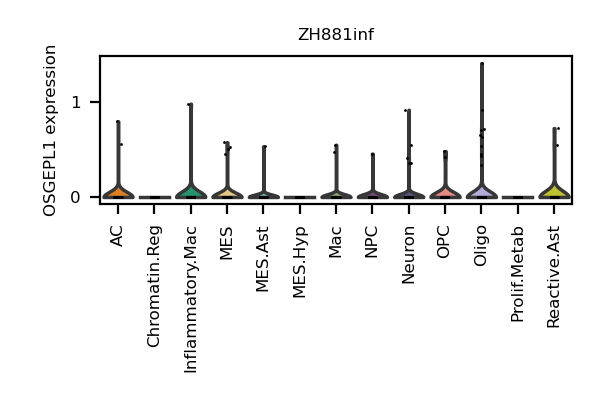 ZH881inf
OSGEPL1 expression
1
0
AC
Chromatin.Reg
Inflammatory.Mac
MES
MES.Ast
MES.Hyp
Mac
NPC
Neuron
OPC
Oligo
Prolif.Metab
Reactive.Ast